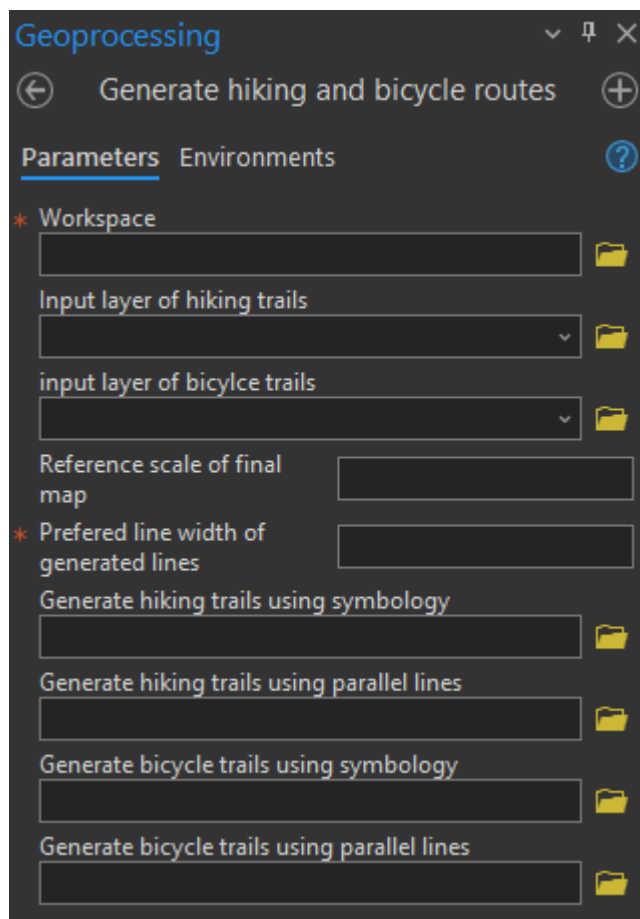 Geoprocessing
Generate hiking and bicycle routes
Parameters Environments
* Workspace
Input layer of hiking trails
input layer of bicylce trails
Reference scale of final
map
* Prefered line width of
generated lines
Generate hiking trails using symbology
Generate hiking trails using parallel lines
Generate bicycle trails using symbology
Generate bicycle trails using parallel lines